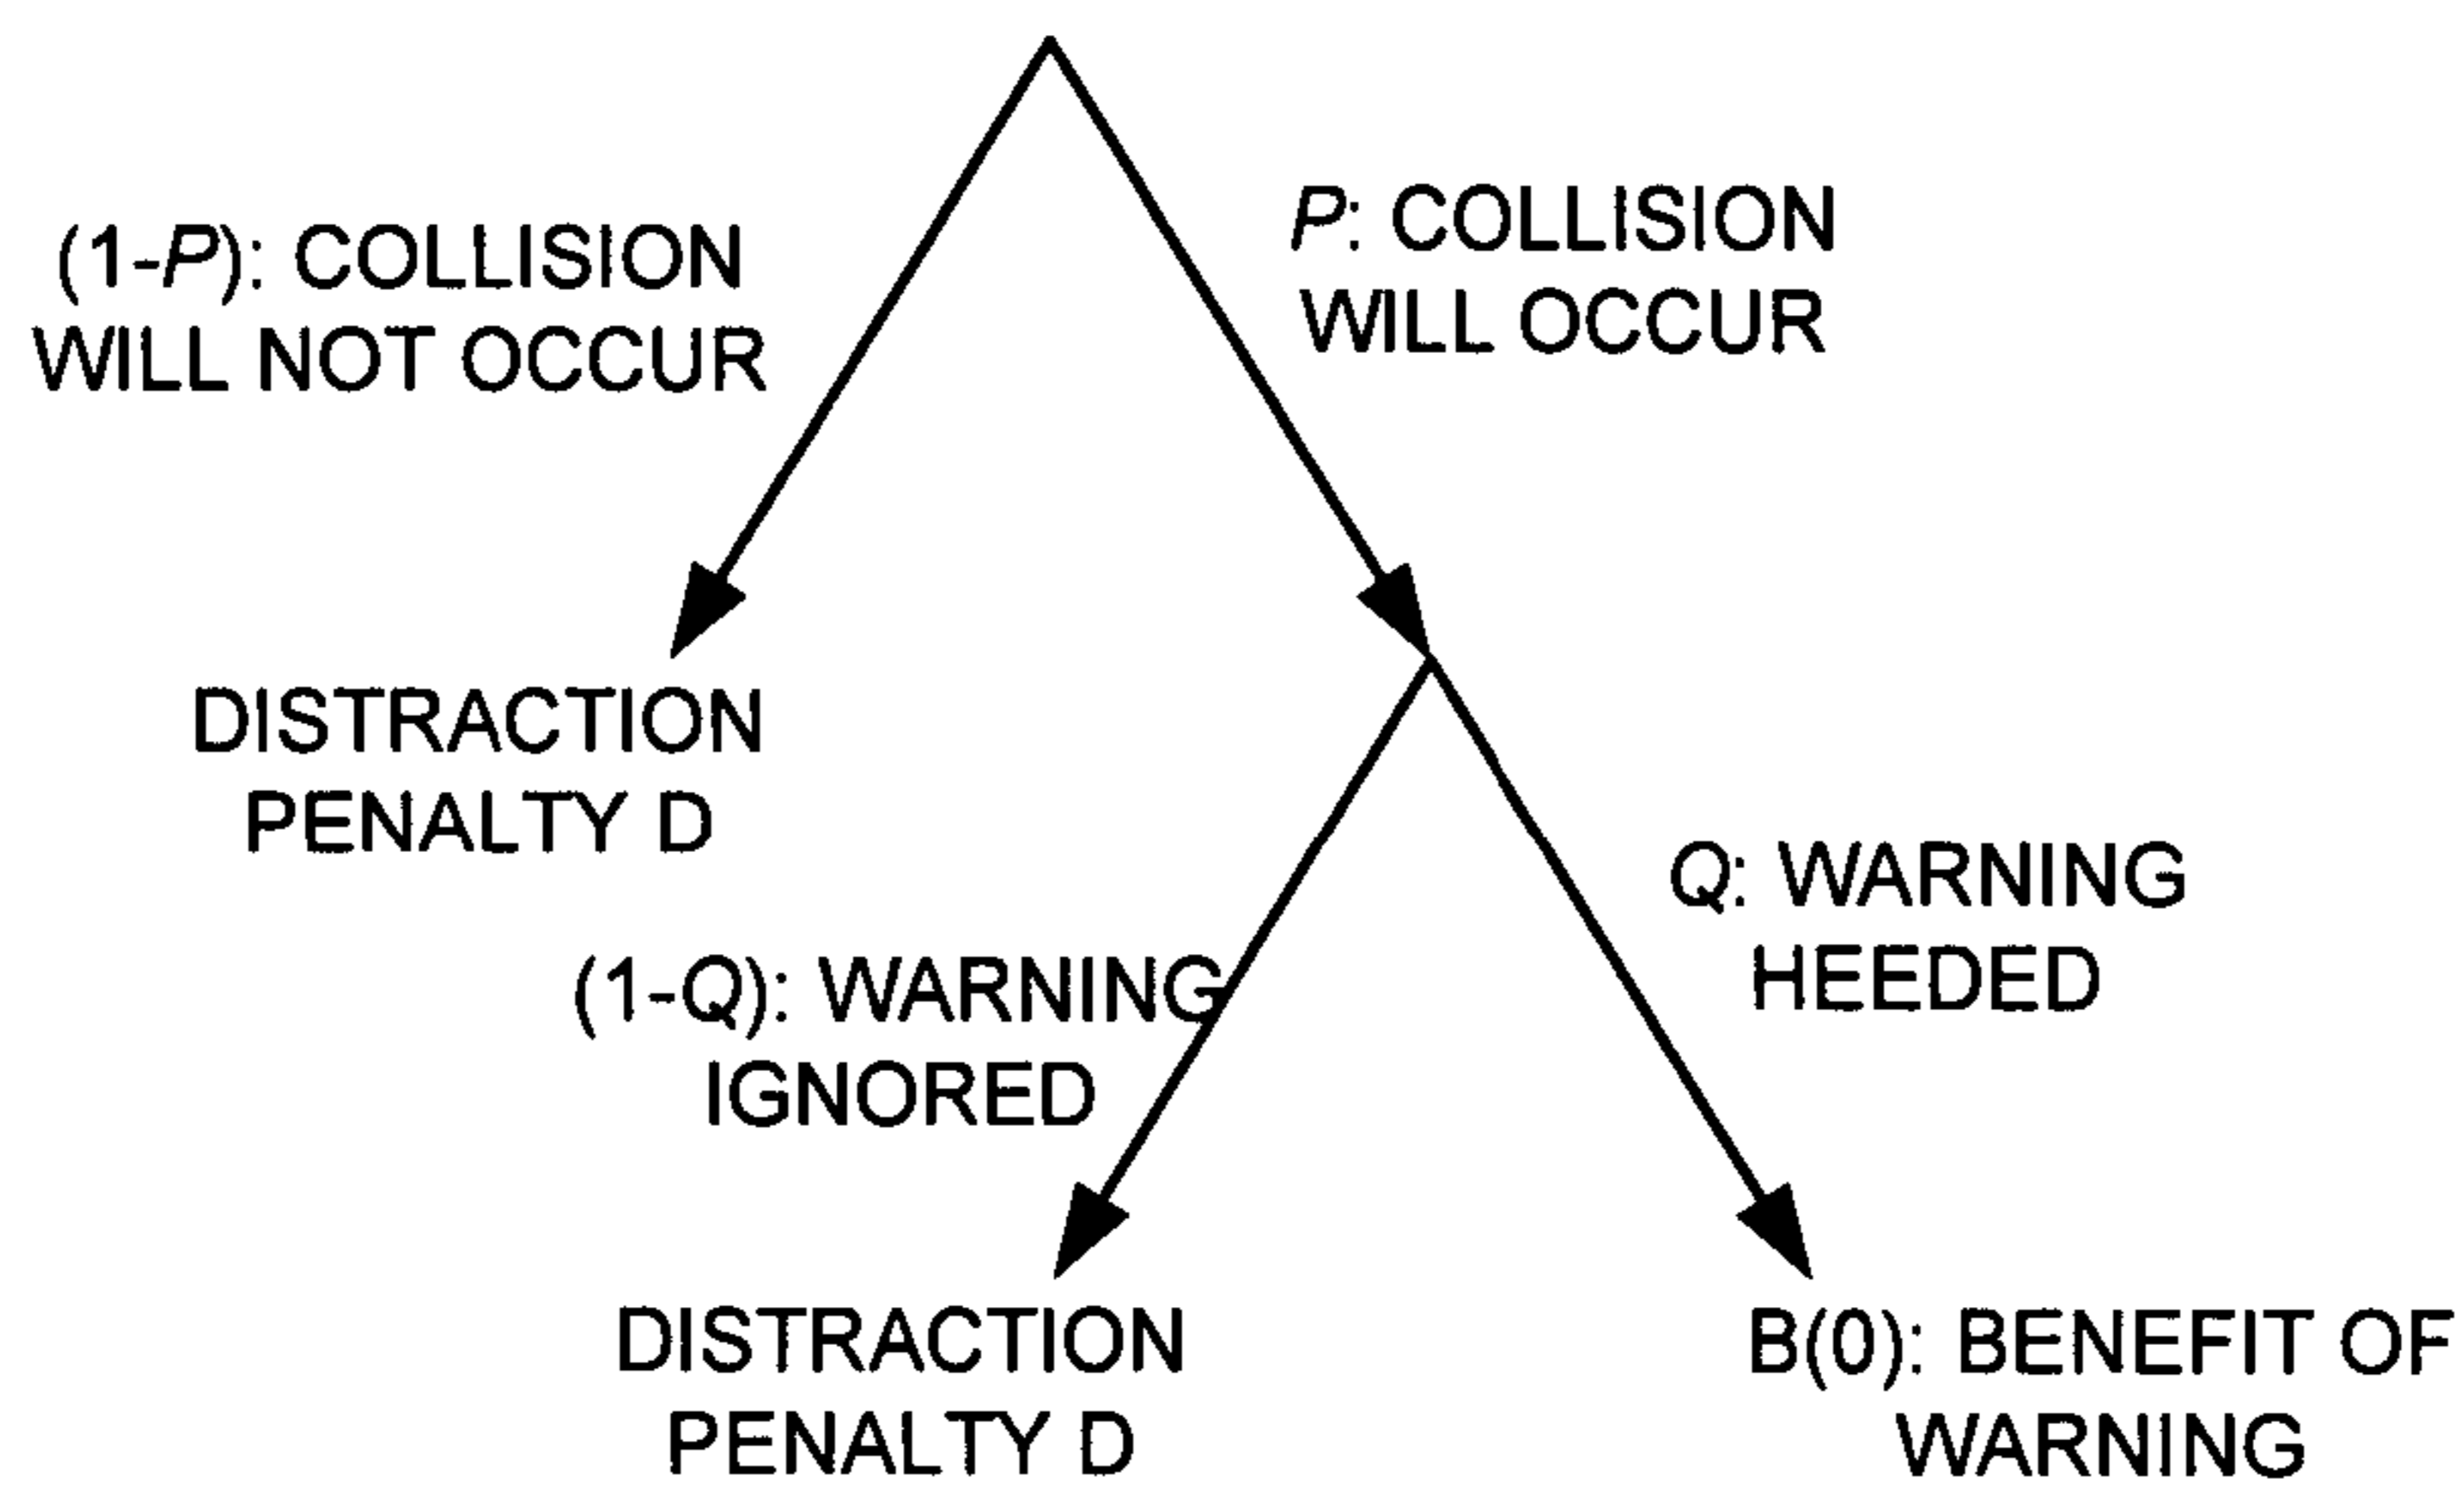 (1-P): COLLISION
WILL NOT OCCUR
P: COLLISION
WILL OCCUR
DISTRACTION
PENALTY D
(1-Q): WARNING
IGNORED
Q: WARNING
HEEDED
DISTRACTION
PENALTY D
B(0): BENEFIT OF
WARNING